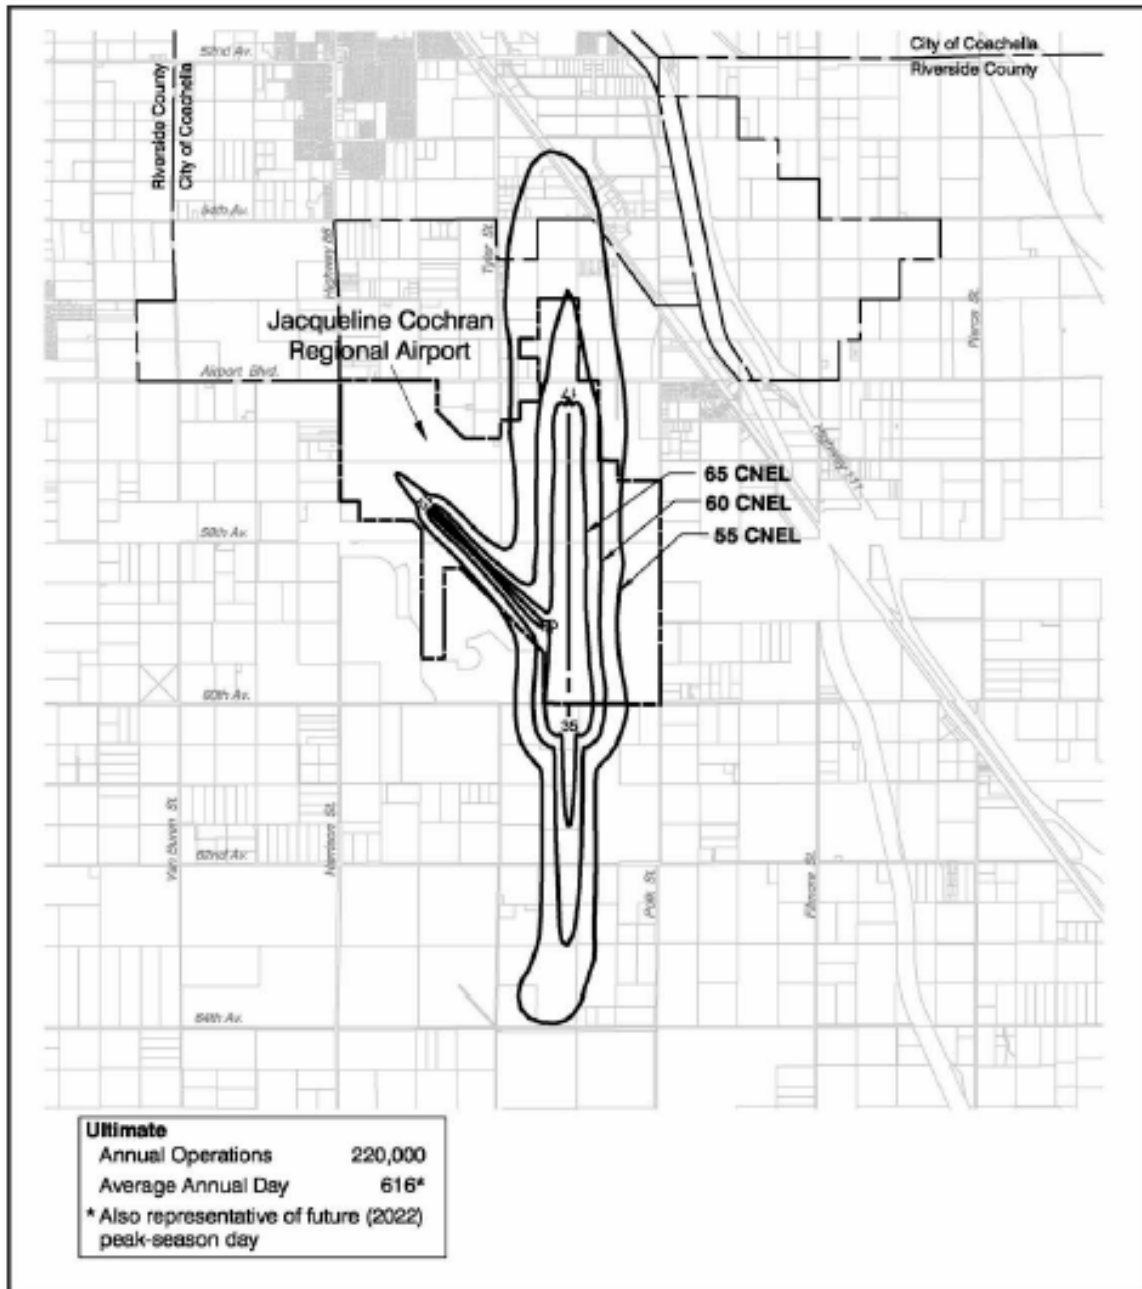 City of Coachella
Riverside County
52nd Av.
Riverside County
City of Coachella
54th Av.
Highway 86
Tyler St.
Pierce St.
Jacqueline Cochran
Regional Airport
Airport Blvd.
17
Highway 111
65 CNEL
60 CNEL
55 CNEL
58th Av.
60th Av.
35
Van Buren St.
Harrison St.
62nd Av.
Polk St.
Fillmore St.
64th Av.
Ultimate
Annual Operations 220,000
Average Annual Day 616*
* Also representative of future (2022)
peak-season day